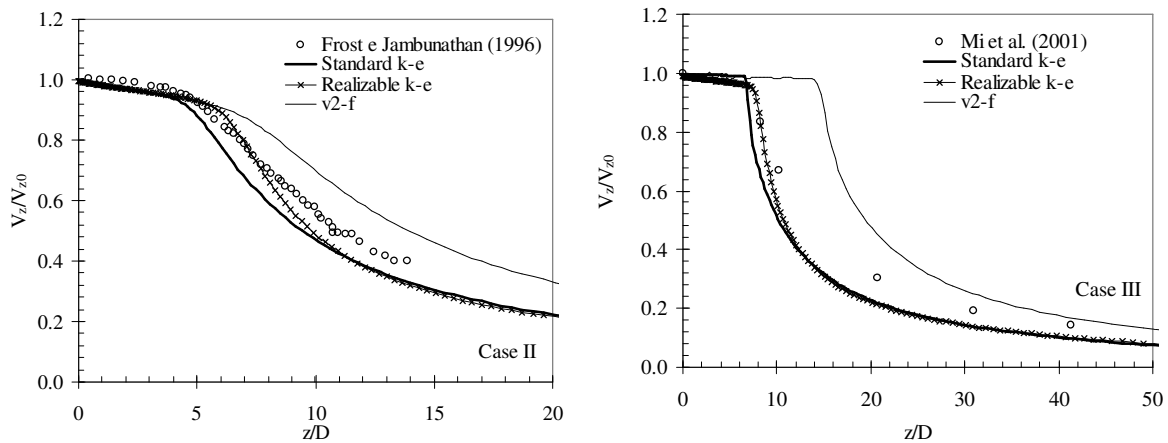 1.2
1.0
0.8
0.6
0.4
0.2
0.0
V_z/V_z0
Frost e Jambunathan (1996)
Standard k-e
Realizable k-e
v2-f
Case II
0 5 10 15 20
z/D
1.2
1.0
0.8
0.6
0.4
0.2
0.0
V_z/V_z0
Mi et al. (2001)
Standard k-e
Realizable k-e
v2-f
Case III
0 10 20 30 40 50
z/D